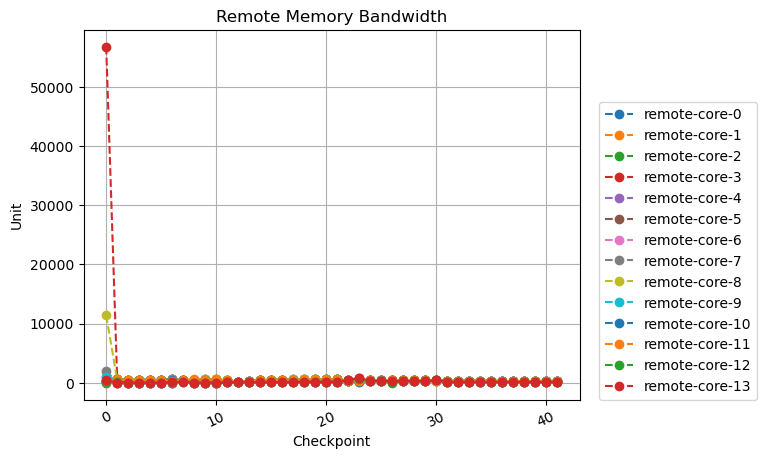 Remote Memory Bandwidth
Unit
50000
40000
30000
20000
10000
0
0
10
20
30
40
Checkpoint
remote-core-0
remote-core-1
remote-core-2
remote-core-3
remote-core-4
remote-core-5
remote-core-6
remote-core-7
remote-core-8
remote-core-9
remote-core-10
remote-core-11
remote-core-12
remote-core-13